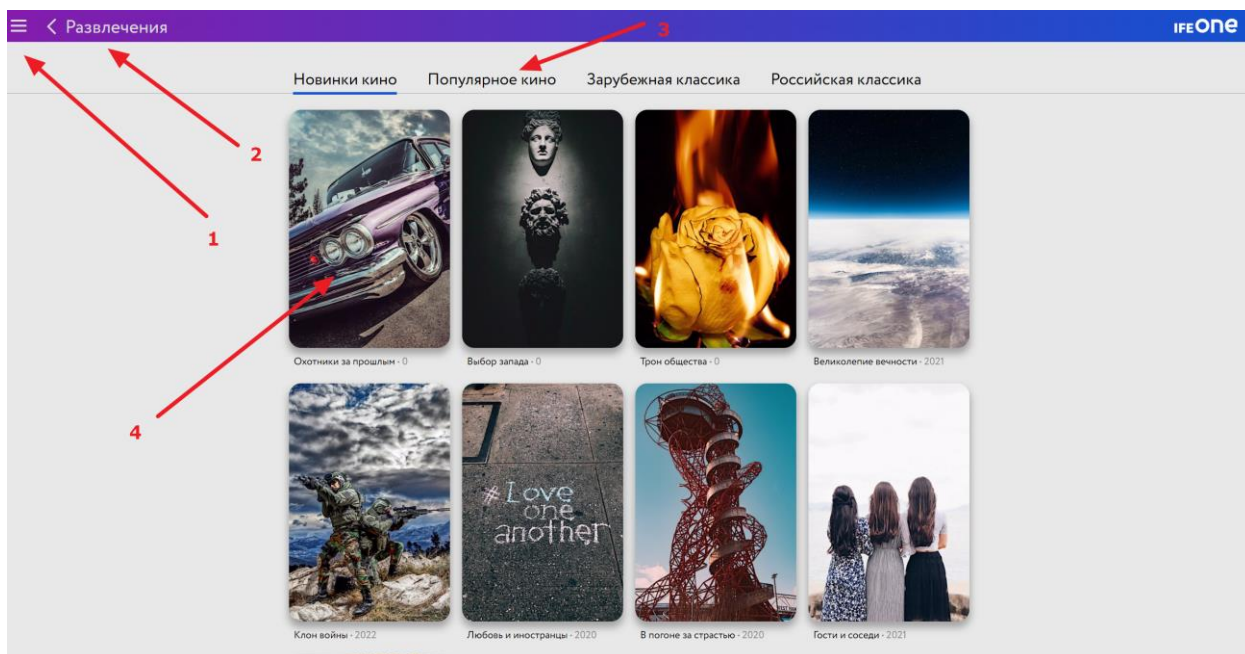 Развлечения
3
IFEOne
Новинки кино Популярное кино Зарубежная классика Российская классика
2
1
Охотники за прошлым · 0 Выбор запада · 0 Трон общества · 0 Великолепие вечности · 2021
4
#Love
one
another
Клон войны · 2022 Любовь и иностранцы · 2020 В погоне за страстью · 2020 Гости и соседи · 2021